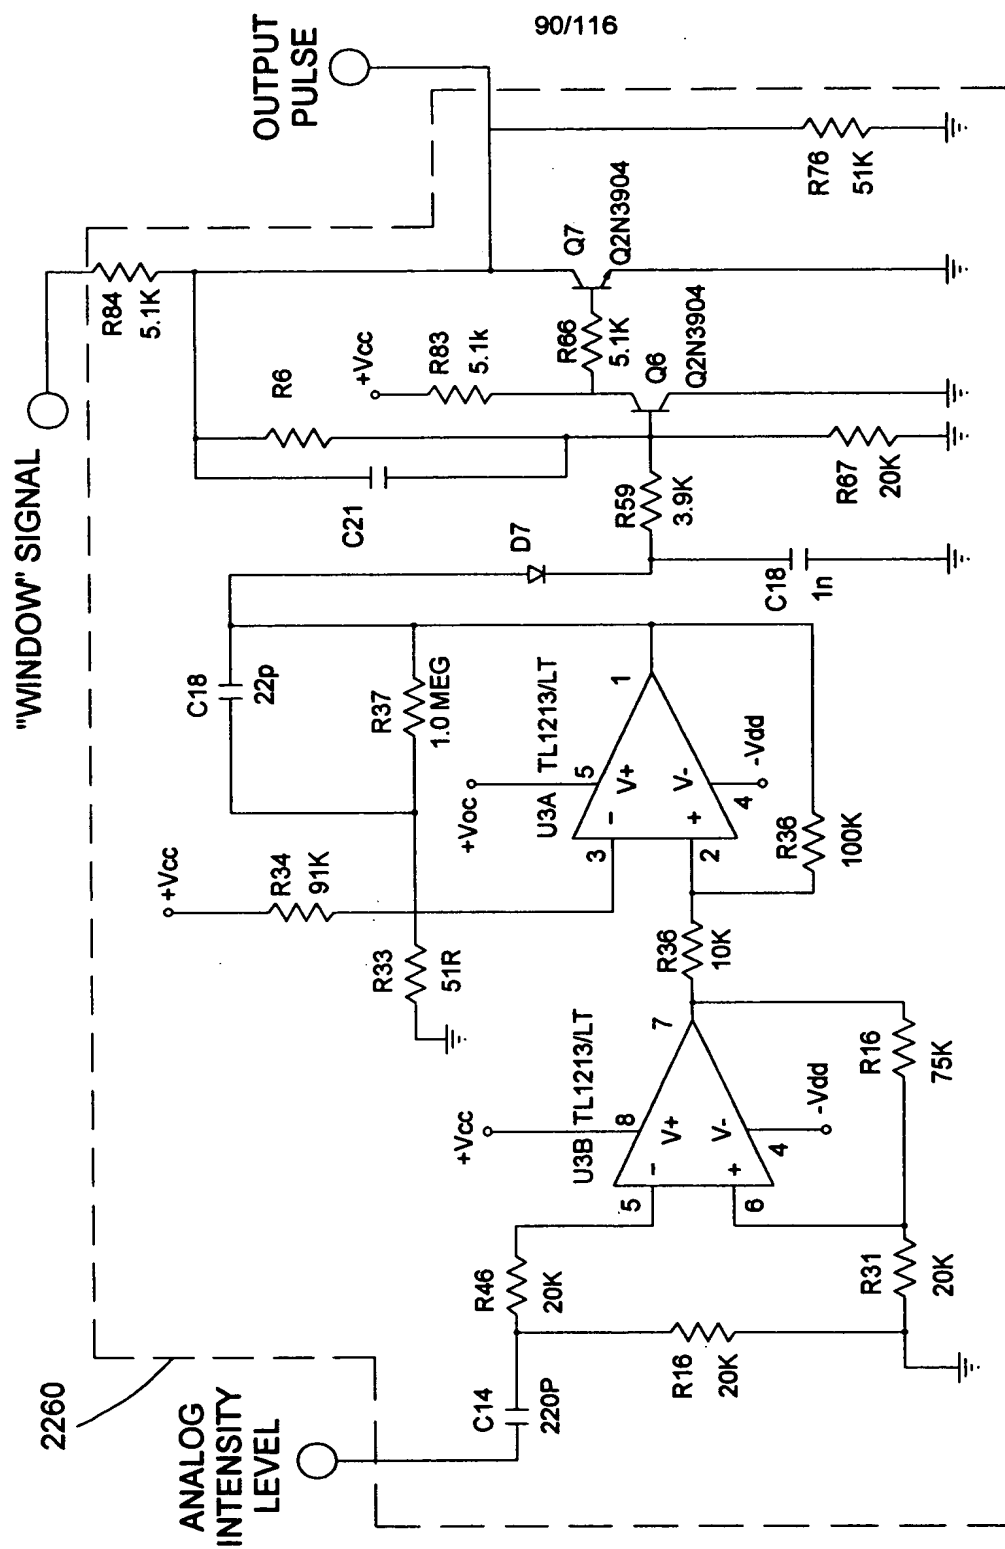 90/116
2260
ANALOG
INTENSITY
LEVEL
"WINDOW" SIGNAL
OUTPUT
PULSE
C14
220P
R46
20K
R16
20K
R31
20K
R16
75K
+Vcc
U3B TL1213/LT
5
6
7
8
4
V+
V-
-
+
-Vdd
R36
10K
R33
51R
+Vcc
R34
91K
C18
22p
R37
1.0 MEG
+Voc
U3A TL1213/LT
3
2
1
5
4
V+
V-
-
+
-Vdd
R36
100K
D7
C18
1n
R59
3.9K
C21
R6
R67
20K
+Vcc
R83
5.1k
R66
5.1K
Q6
Q2N3904
Q7
Q2N3904
R84
5.1K
R76
51K